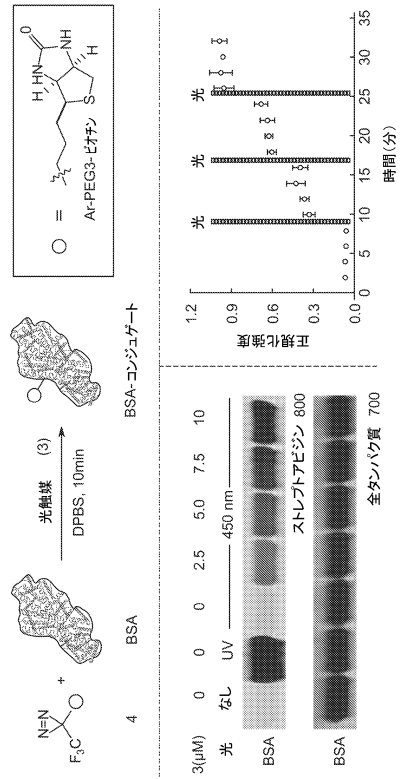 N=N
F₃C
4
+
BSA
光触媒 (3)
DPBS, 10min
BSA-コンジュゲート
=
O
HN
NH
H
H
S
Ar-PEG3-ビオチン
3(μM) 0 0 0 2.5 5.0 7.5 10
光 なし UV 450 nm
BSA
ストレプトアビジン 800
BSA
全タンパク質 700
正規化強度
1.2
0.9
0.6
0.3
0.0
光
光
光
0 5 10 15 20 25 30 35
時間(分)